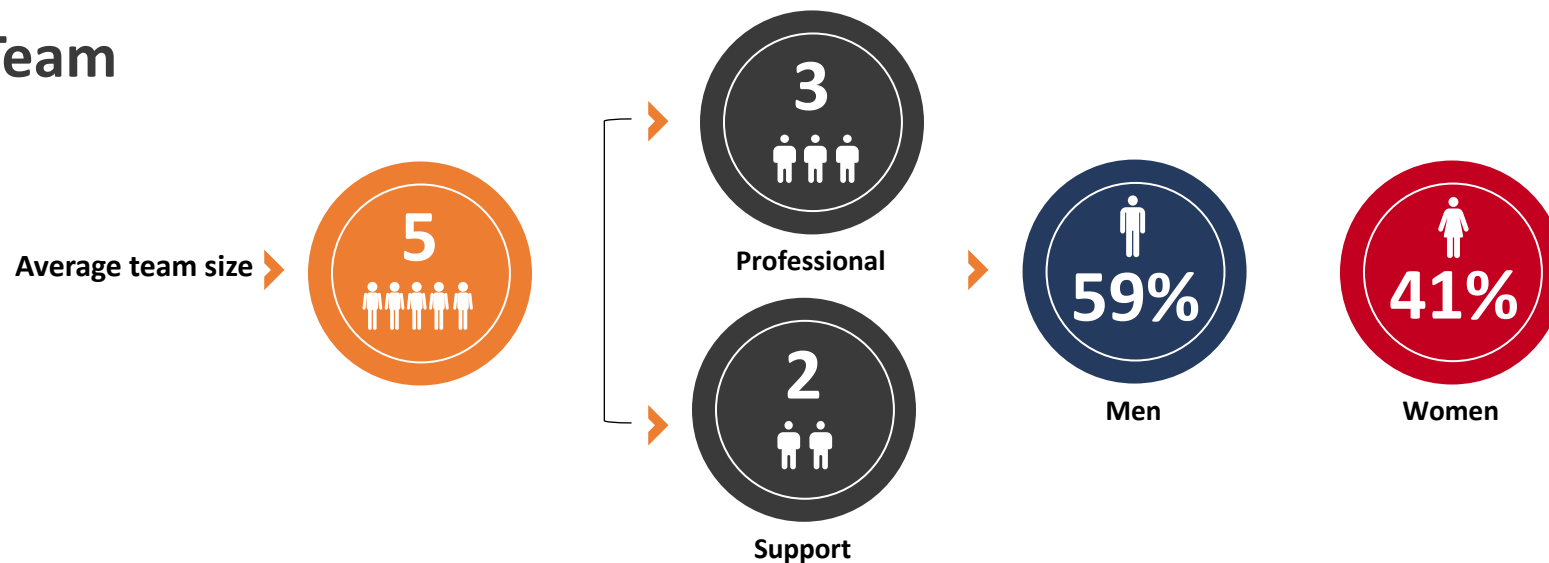 Team
Average team size
5
3
Professional
2
Support
59%
Men
41%
Women